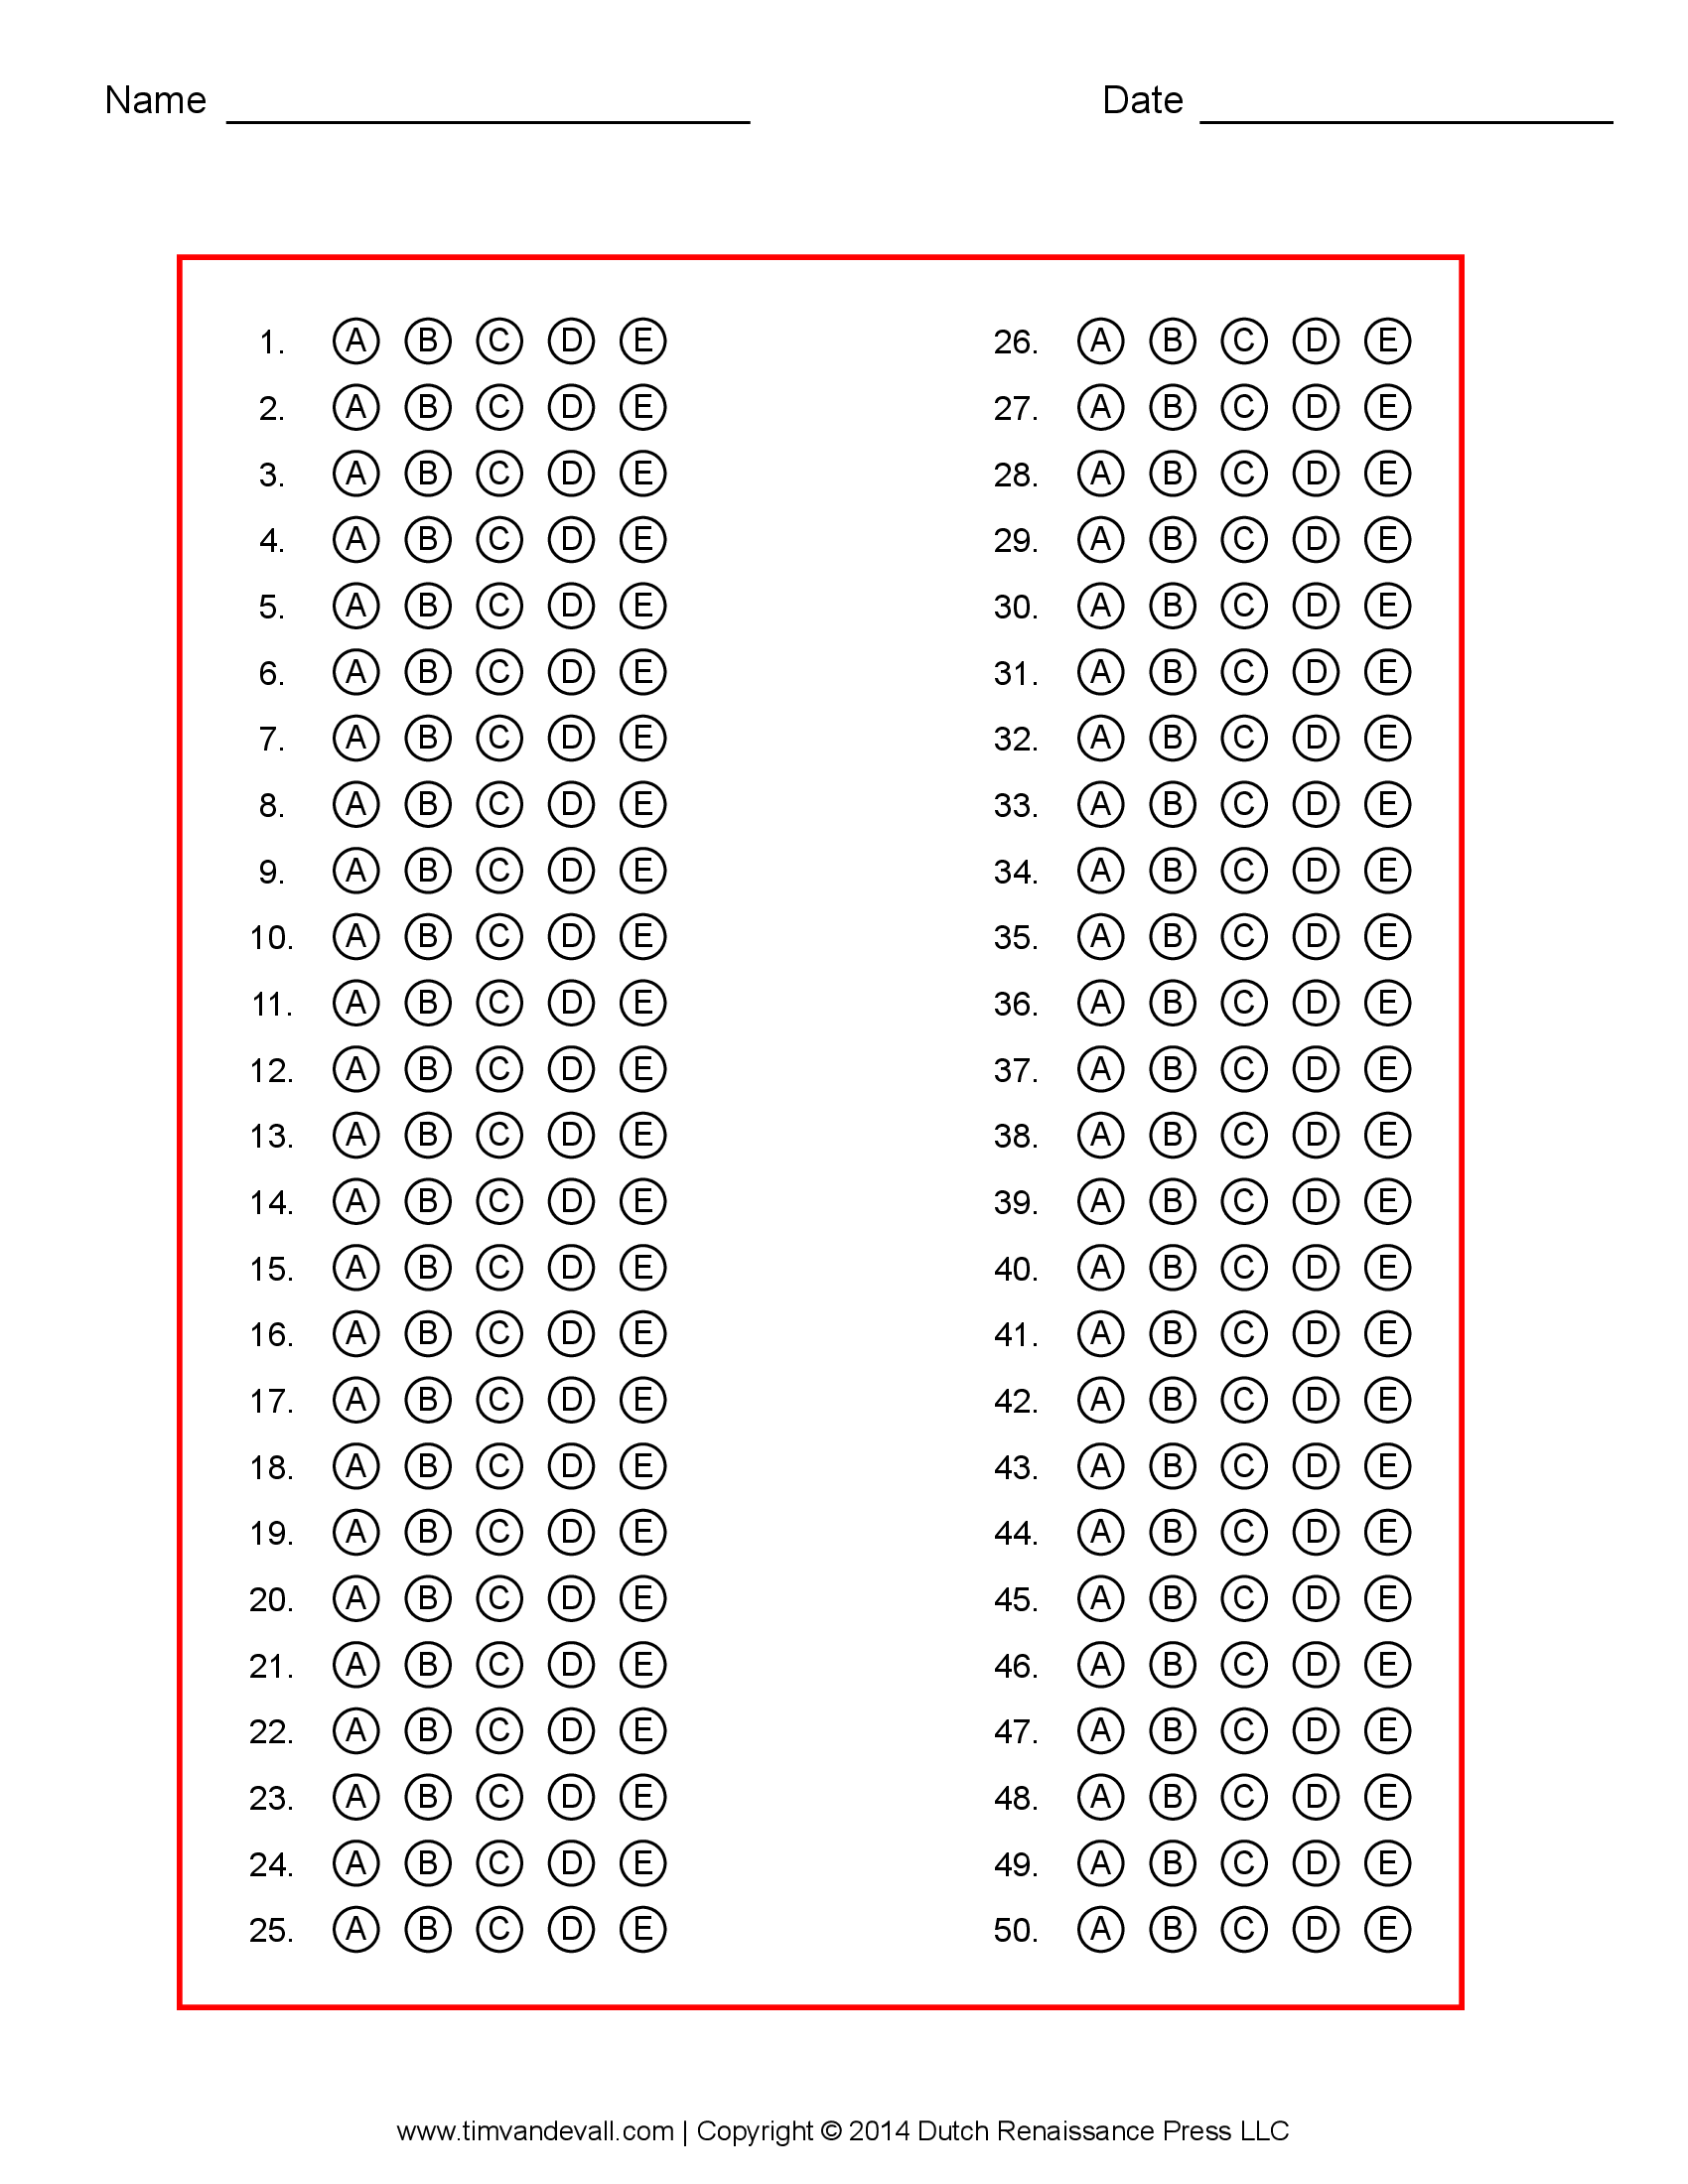 Name Date
1. A B C D E 26. A B C D E
2. A B C D E 27. A B C D E
3. A B C D E 28. A B C D E
4. A B C D E 29. A B C D E
5. A B C D E 30. A B C D E
6. A B C D E 31. A B C D E
7. A B C D E 32. A B C D E
8. A B C D E 33. A B C D E
9. A B C D E 34. A B C D E
10. A B C D E 35. A B C D E
11. A B C D E 36. A B C D E
12. A B C D E 37. A B C D E
13. A B C D E 38. A B C D E
14. A B C D E 39. A B C D E
15. A B C D E 40. A B C D E
16. A B C D E 41. A B C D E
17. A B C D E 42. A B C D E
18. A B C D E 43. A B C D E
19. A B C D E 44. A B C D E
20. A B C D E 45. A B C D E
21. A B C D E 46. A B C D E
22. A B C D E 47. A B C D E
23. A B C D E 48. A B C D E
24. A B C D E 49. A B C D E
25. A B C D E 50. A B C D E
www.timvandevall.com | Copyright © 2014 Dutch Renaissance Press LLC